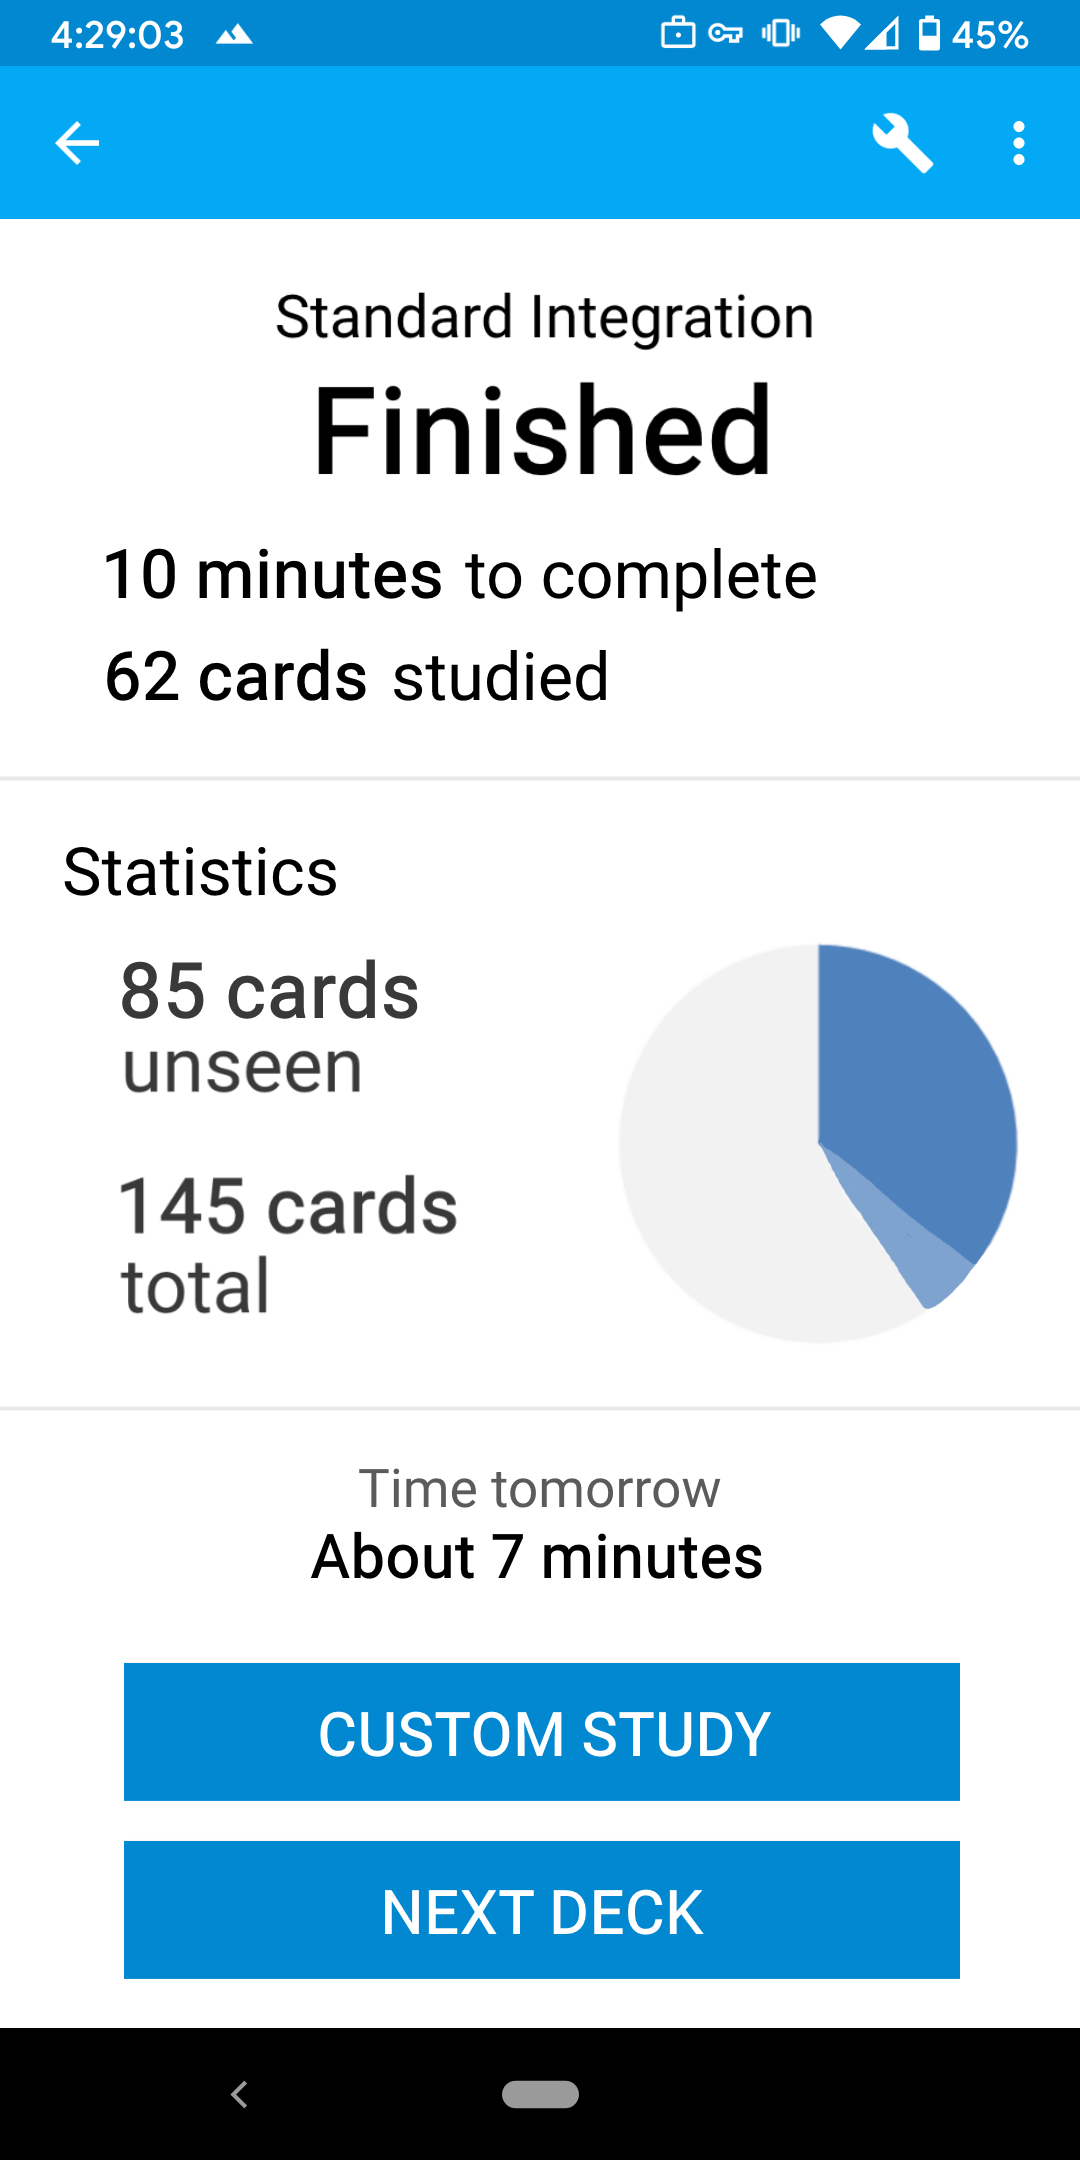 4:29:03 45%
Standard Integration
Finished
10 minutes to complete
62 cards studied
Statistics
85 cards
unseen
145 cards
total
Time tomorrow
About 7 minutes
CUSTOM STUDY
NEXT DECK